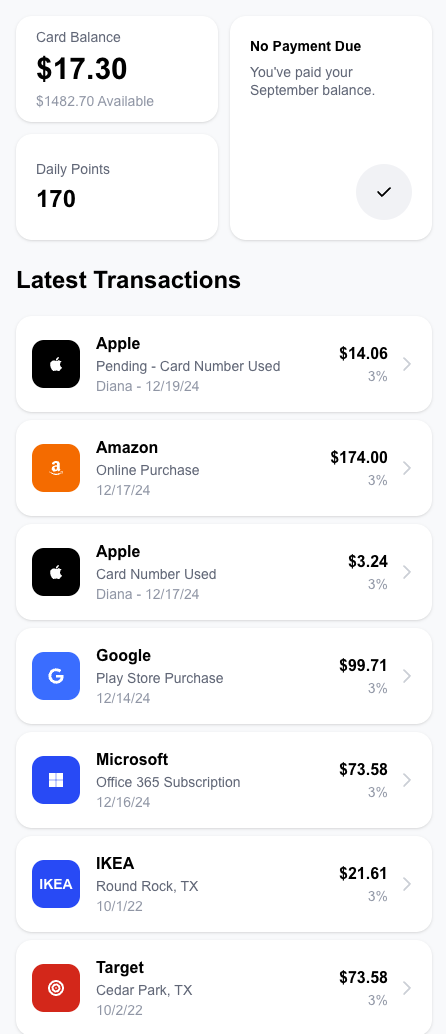 Card Balance
$17.30
$1482.70 Available
No Payment Due
You've paid your
September balance.
Daily Points
170
Latest Transactions
Apple
Pending - Card Number Used
Diana - 12/19/24
$14.06
3%
Amazon
Online Purchase
12/17/24
$174.00
3%
Apple
Card Number Used
Diana - 12/17/24
$3.24
3%
Google
Play Store Purchase
12/14/24
$99.71
3%
Microsoft
Office 365 Subscription
12/16/24
$73.58
3%
IKEA
IKEA
Round Rock, TX
10/1/22
$21.61
3%
Target
Cedar Park, TX
10/2/22
$73.58
3%